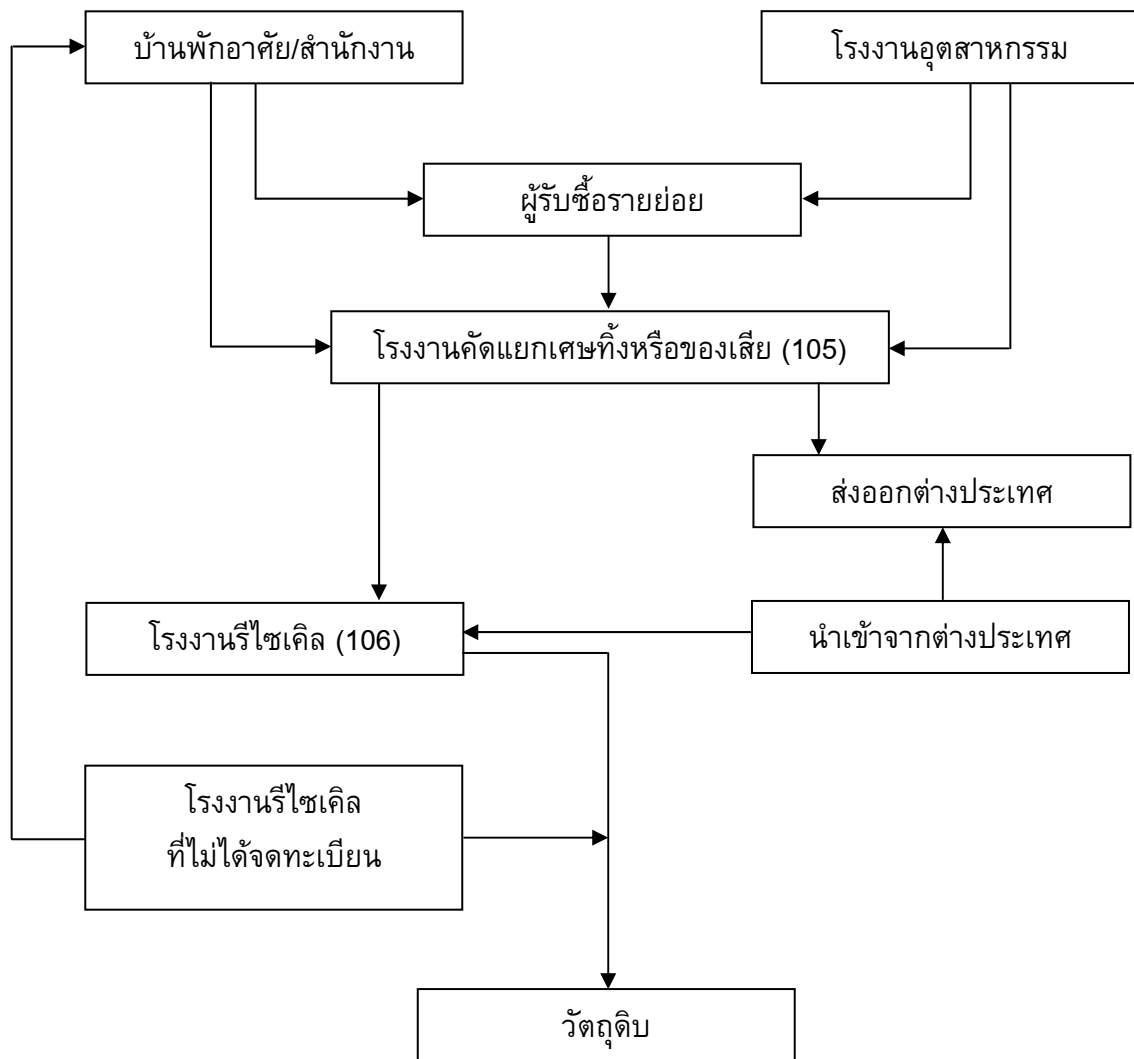 บ้านพักอาศัย/สำนักงาน
โรงงานอุตสาหกรรม
ผู้รับซื้อรายย่อย
โรงงานคัดแยกเศษทิ้งหรือของเสีย (105)
ส่งออกต่างประเทศ
โรงงานรีไซเคิล (106)
นำเข้าจากต่างประเทศ
โรงงานรีไซเคิล
ที่ไม่ได้จดทะเบียน
วัตถุดิบ